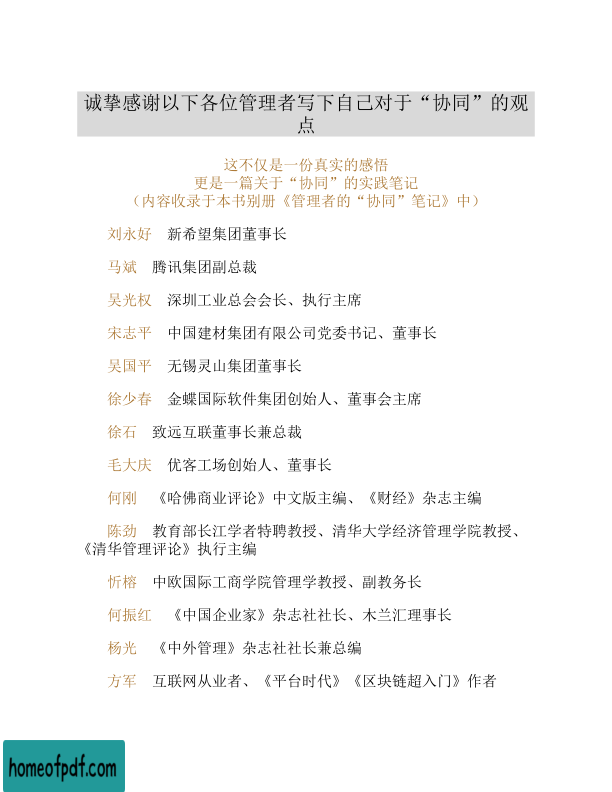 诚挚感谢以下各位管理者写下自己对于“协同”的观
点
这不仅是一份真实的感悟
更是一篇关于“协同”的实践笔记
（内容收录于本书别册《管理者的“协同”笔记》中）
刘永好　新希望集团董事长
马斌　腾讯集团副总裁
吴光权　深圳工业总会会长、执行主席
宋志平　中国建材集团有限公司党委书记、董事长
吴国平　无锡灵山集团董事长
徐少春　金蝶国际软件集团创始人、董事会主席
徐石　致远互联董事长兼总裁
毛大庆　优客工场创始人、董事长
何刚　《哈佛商业评论》中文版主编、《财经》杂志主编
陈劲　教育部长江学者特聘教授、清华大学经济管理学院教授、
《清华管理评论》执行主编
忻榕　中欧国际工商学院管理学教授、副教务长
何振红　《中国企业家》杂志社社长、木兰汇理事长
杨光　《中外管理》杂志社社长兼总编
方军　互联网从业者、《平台时代》《区块链超入门》作者
homeofpdf.com